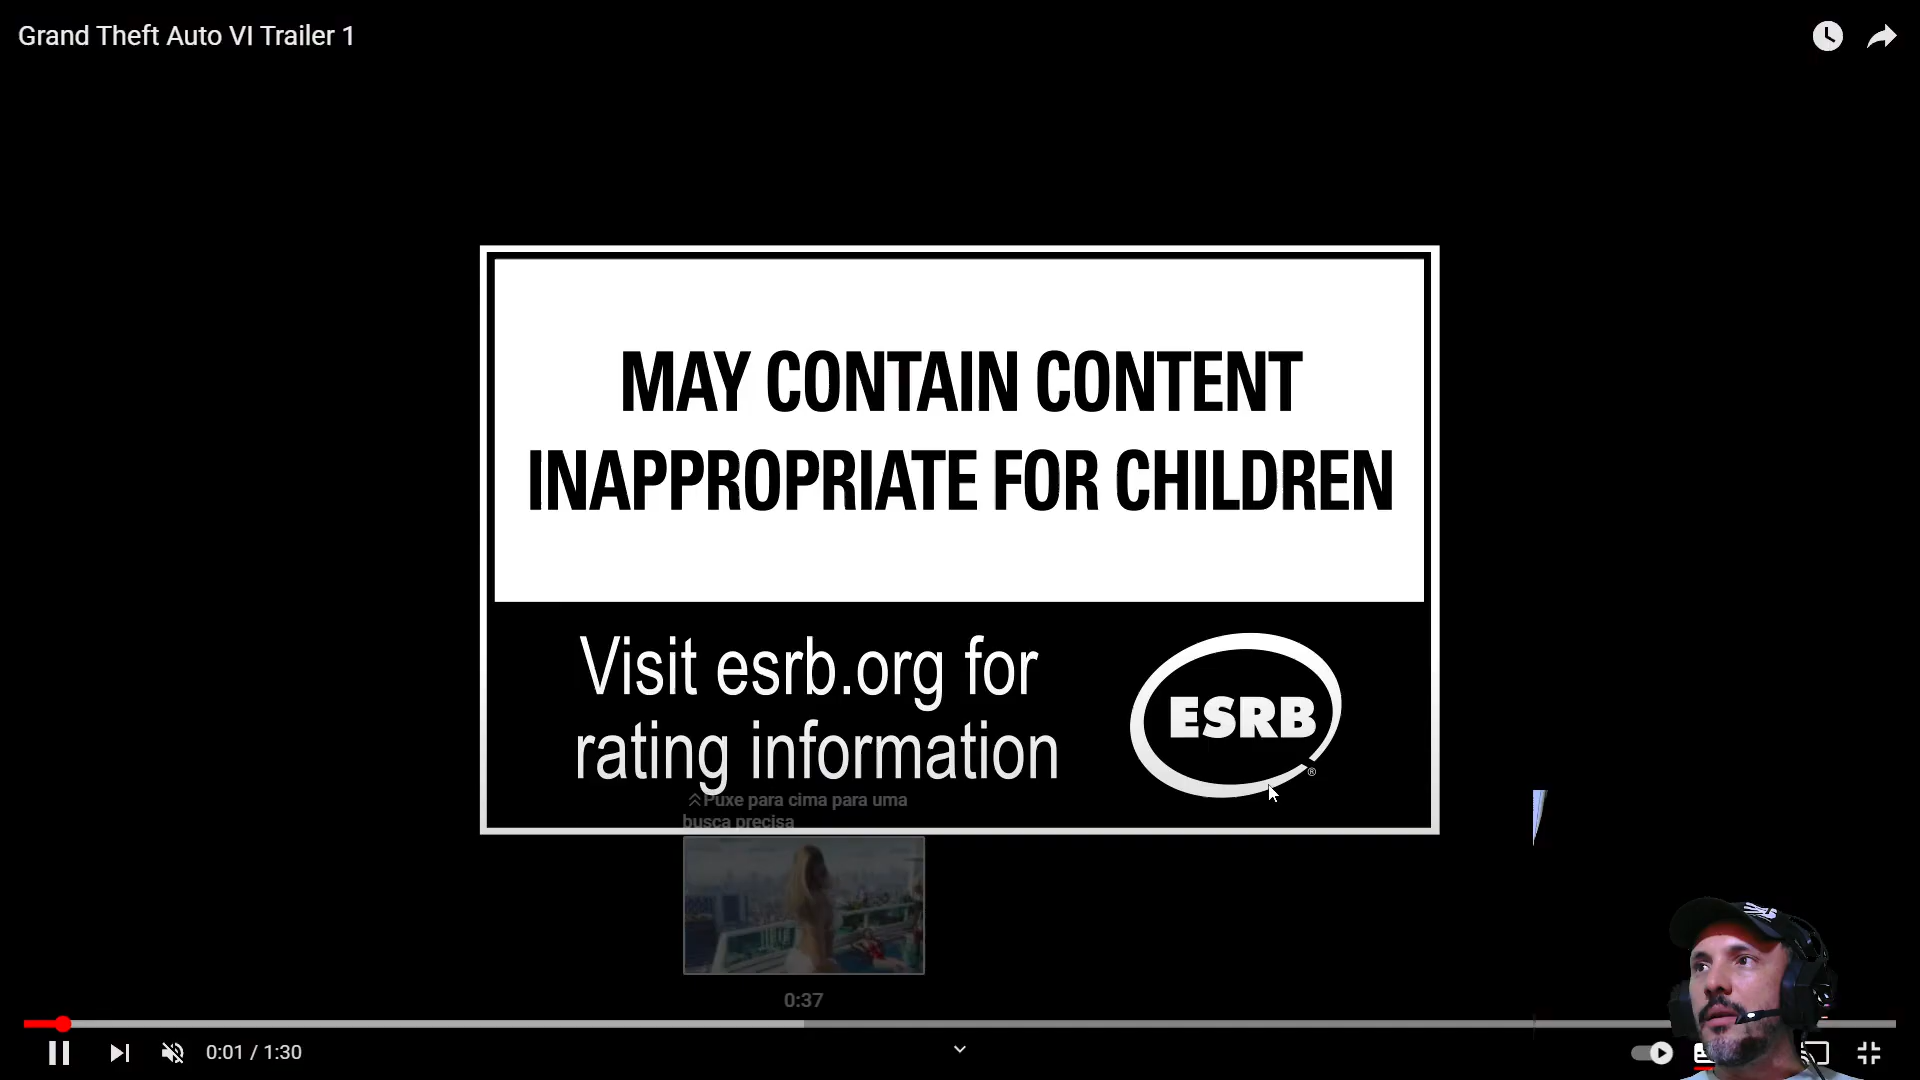 Grand Theft Auto VI Trailer 1
MAY CONTAIN CONTENT
INAPPROPRIATE FOR CHILDREN
Visit esrb.org for
rating information
ESRB
®
Puxe para cima para uma
busca precisa
0:37
0:01 / 1:30